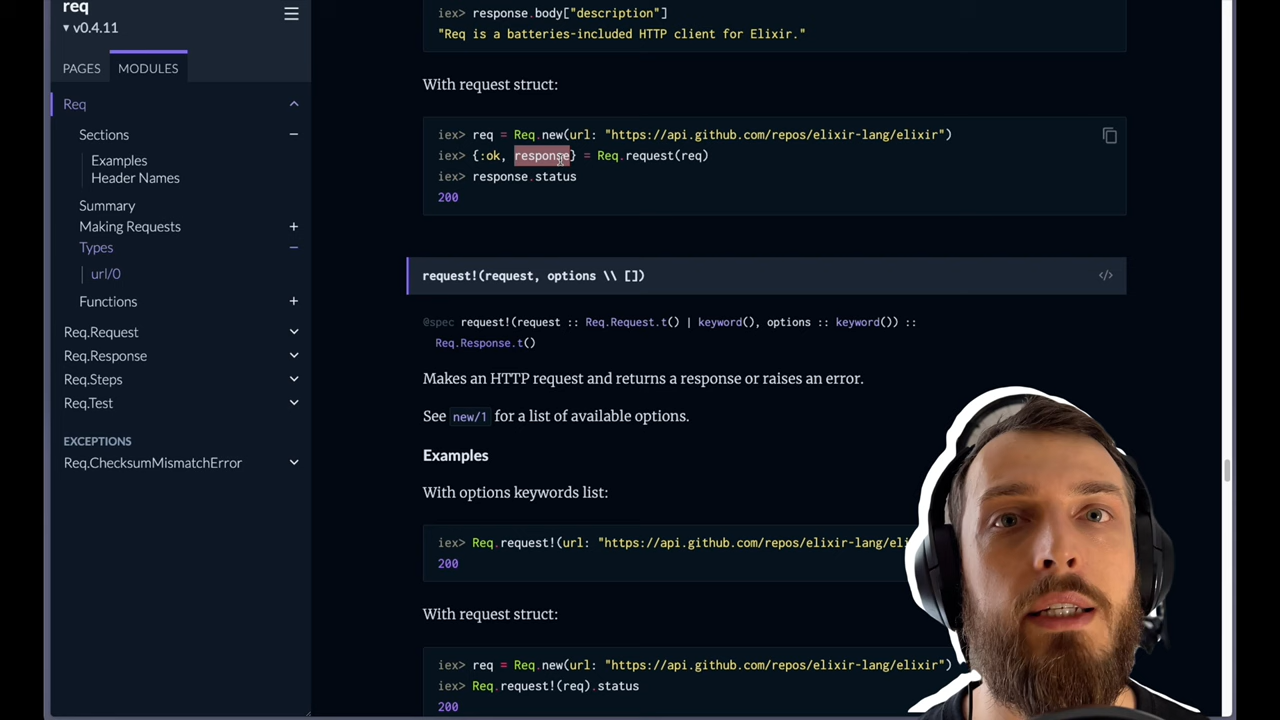 req
v0.4.11
PAGES
MODULES
Req
Sections
Examples
Header Names
Summary
Making Requests
Types
url/0
Functions
Req.Request
Req.Response
Req.Steps
Req.Test
EXCEPTIONS
Req.ChecksumMismatchError
iex> response.body["description"]
"Req is a batteries-included HTTP client for Elixir."
With request struct:
iex> req = Req.new(url: "https://api.github.com/repos/elixir-lang/elixir")
iex> {:ok, response} = Req.request(req)
iex> response.status
200
request!(request, options \\ [])
</>
@spec request!(request :: Req.Request.t() | keyword(), options :: keyword()) ::
Req.Response.t()
Makes an HTTP request and returns a response or raises an error.
See new/1 for a list of available options.
Examples
With options keywords list:
iex> Req.request!(url: "https://api.github.com/repos/elixir-lang/eli
200
With request struct:
iex> req = Req.new(url: "https://api.github.com/repos/elixir-lang/elixir")
iex> Req.request!(req).status
200